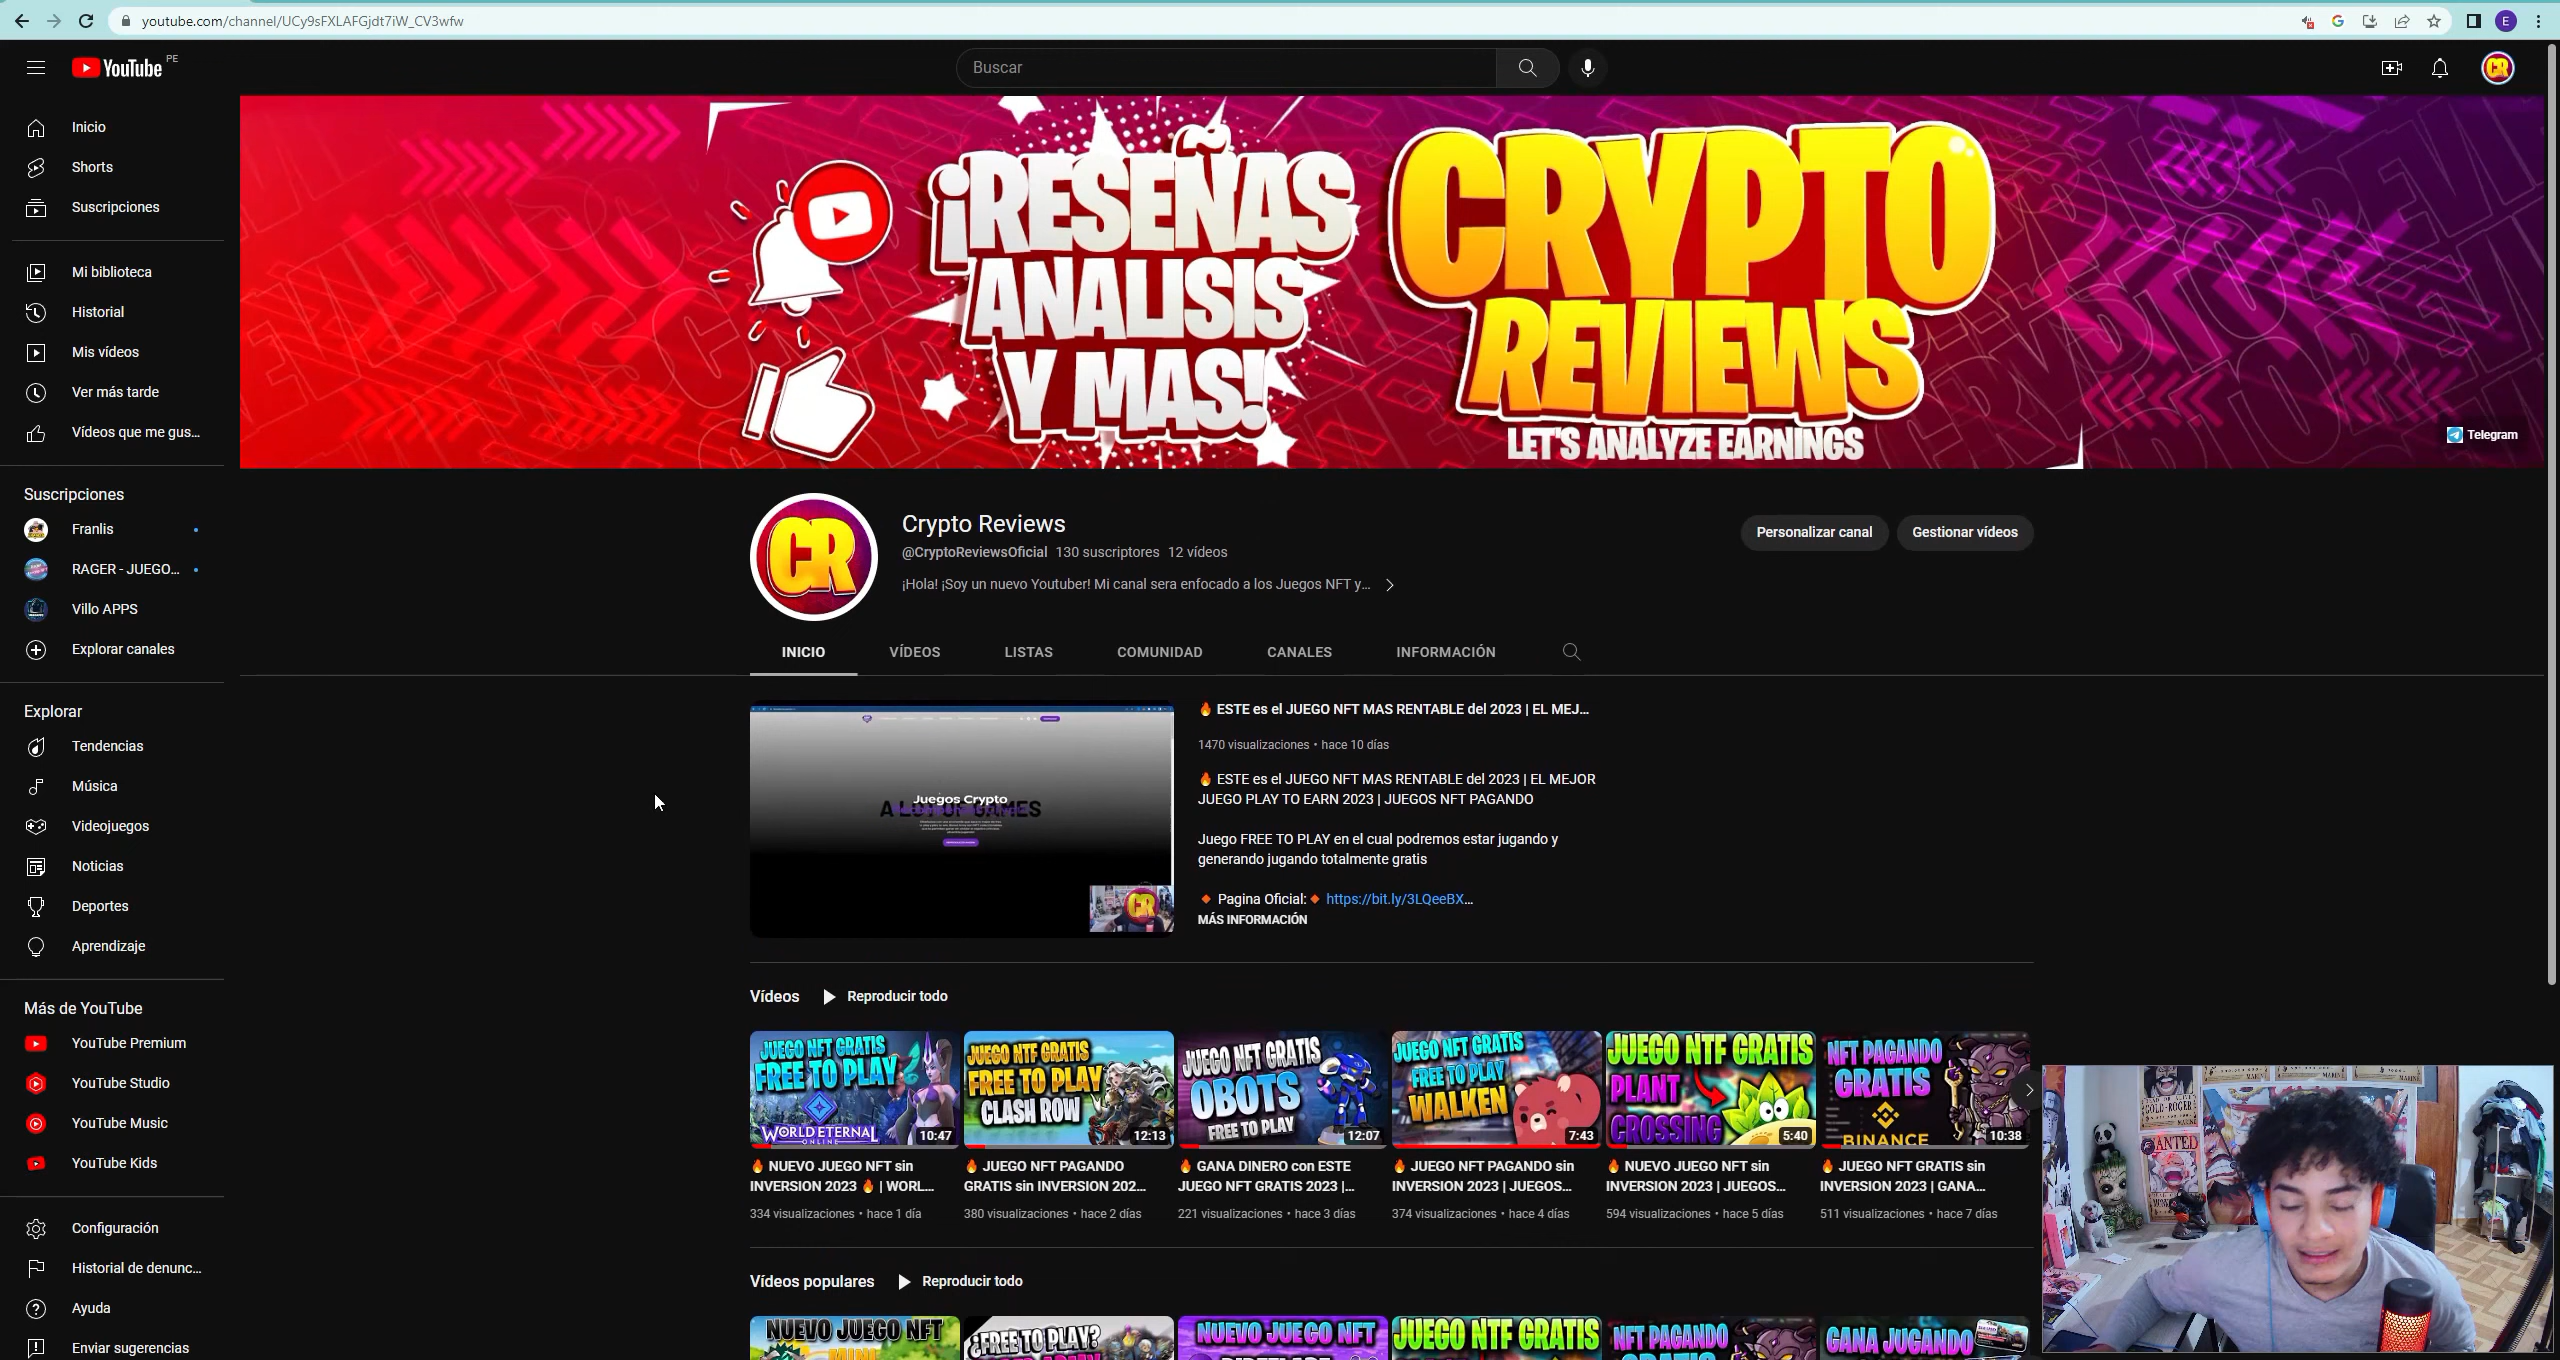 youtube.com/channel/UCy9sFXLAFGjdt7iW_CV3wfw
E
YouTube PE
Buscar
CR
Inicio
Shorts
Suscripciones
Mi biblioteca
Historial
Mis vídeos
Ver más tarde
Vídeos que me gus...
Suscripciones
Franlis
RAGER - JUEGO...
Villo APPS
Explorar canales
Explorar
Tendencias
Música
Videojuegos
Noticias
Deportes
Aprendizaje
Más de YouTube
YouTube Premium
YouTube Studio
YouTube Music
YouTube Kids
Configuración
Historial de denunc...
Ayuda
Enviar sugerencias
¡RESEÑAS
ANALISIS
Y MAS!
CRYPTO
REVIEWS
LET'S ANALYZE EARNINGS
Telegram
CR
Crypto Reviews
@CryptoReviewsOficial 130 suscriptores 12 vídeos
¡Hola! ¡Soy un nuevo Youtuber! Mi canal sera enfocado a los Juegos NFT y...
Personalizar canal
Gestionar vídeos
INICIO
VÍDEOS
LISTAS
COMUNIDAD
CANALES
INFORMACIÓN
Juegos Crypto
CR
🔥 ESTE es el JUEGO NFT MAS RENTABLE del 2023 | EL MEJ...
1470 visualizaciones • hace 10 días
🔥 ESTE es el JUEGO NFT MAS RENTABLE del 2023 | EL MEJOR
JUEGO PLAY TO EARN 2023 | JUEGOS NFT PAGANDO
Juego FREE TO PLAY en el cual podremos estar jugando y
generando jugando totalmente gratis
🔸 Pagina Oficial:🔸 https://bit.ly/3LQeeBX...
MÁS INFORMACIÓN
Vídeos
Reproducir todo
JUEGO NFT GRATIS
FREE TO PLAY
WORLD ETERNAL
ONLINE
10:47
🔥 NUEVO JUEGO NFT sin
INVERSION 2023 🔥 | WORL...
334 visualizaciones • hace 1 día
JUEGO NTF GRATIS
FREE TO PLAY
CLASH ROW
12:13
🔥 JUEGO NFT PAGANDO
GRATIS sin INVERSION 202...
380 visualizaciones • hace 2 días
JUEGO NFT GRATIS
OBOTS
FREE TO PLAY
12:07
🔥 GANA DINERO con ESTE
JUEGO NFT GRATIS 2023 |...
221 visualizaciones • hace 3 días
JUEGO NFT GRATIS
FREE TO PLAY
WALKEN
7:43
🔥 JUEGO NFT PAGANDO sin
INVERSION 2023 | JUEGOS...
374 visualizaciones • hace 4 días
JUEGO NTF GRATIS
PLANT
CROSSING
5:40
🔥 NUEVO JUEGO NFT sin
INVERSION 2023 | JUEGOS...
594 visualizaciones • hace 5 días
NFT PAGANDO
GRATIS
BINANCE
10:38
🔥 JUEGO NFT GRATIS sin
INVERSION 2023 | GANA...
511 visualizaciones • hace 7 días
Vídeos populares
Reproducir todo
NUEVO JUEGO NFT
MINI
¿FREE TO PLAY?
NUEVO JUEGO NFT
JUEGO NTF GRATIS
NFT PAGANDO
GANA JUGANDO
GOLD·ROGER
WANTED